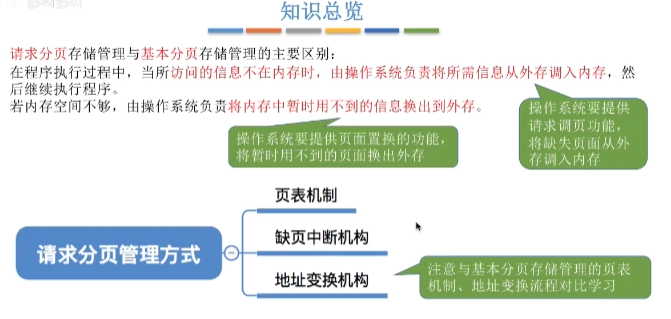 知识总览
请求分页存储管理与基本分页存储管理的主要区别：
在程序执行过程中，当所访问的信息不在内存时，由操作系统负责将所需信息从外存调入内存，然
后继续执行程序。
若内存空间不够，由操作系统负责将内存中暂时用不到的信息换出到外存。
操作系统要提供
请求调页功能，
将缺失页面从外
存调入内存
操作系统要提供页面置换的功能，
将暂时用不到的页面换出外存
请求分页管理方式
页表机制
缺页中断机构
地址变换机构
注意与基本分页存储管理的页表
机制、地址变换流程对比学习